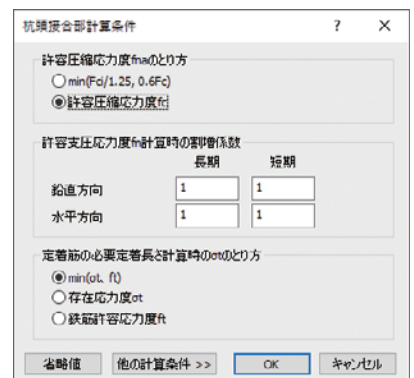 杭頭接合部計算条件 ? ×
許容圧縮応力度fnaのとり方
min(Fci/1.25, 0.6Fc)
許容圧縮応力度fc
許容支圧応力度fn計算時の割増係数
長期 短期
鉛直方向 1 1
水平方向 1 1
定着筋の必要定着長さ計算時のσtのとり方
min(σt、ft)
存在応力度σt
鉄筋許容応力度ft
省略値 他の計算条件 >> OK キャンセル